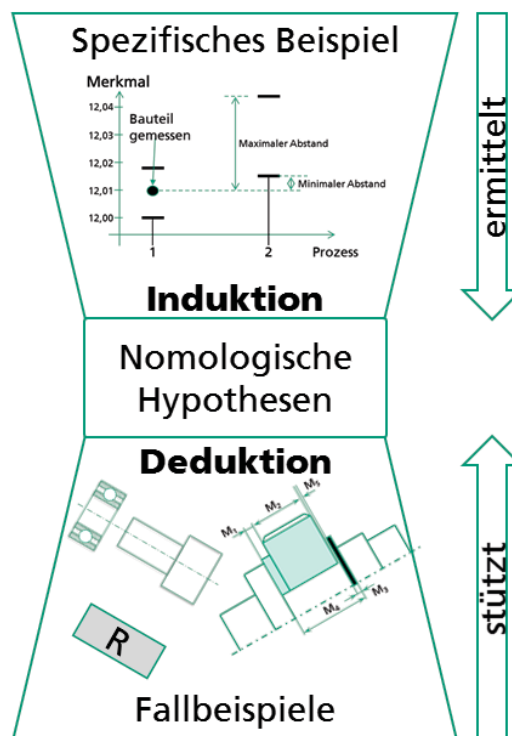 Spezifisches Beispiel
Merkmal
12,04
12,03
12,02
12,01
12,00
Bauteil
gemessen
Maximaler Abstand
Minimaler Abstand
1
2
Prozess
ermittelt
Induktion
Nomologische
Hypothesen
Deduktion
M₁
M₂
M₅
M₄
M₃
R
stützt
Fallbeispiele